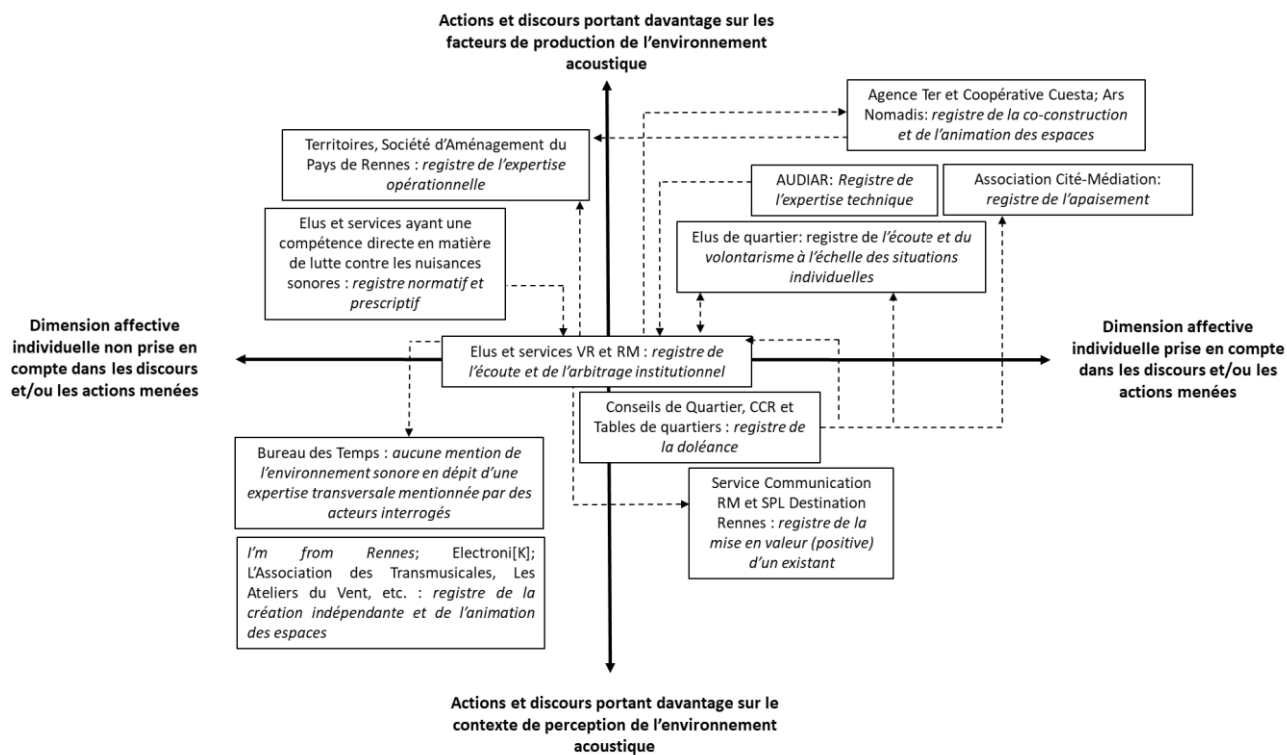 Actions et discours portant davantage sur les
facteurs de production de l'environnement
acoustique
Agence Ter et Coopérative Cuesta; Ars
Nomadis: registre de la co-construction
et de l'animation des espaces
Territoires, Société d'Aménagement du
Pays de Rennes : registre de l'expertise
opérationnelle
AUDIAR: Registre de
l'expertise technique
Association Cité-Médiation:
registre de l'apaisement
Elus et services ayant une
compétence directe en matière
de lutte contre les nuisances
sonores : registre normatif et
prescriptif
Elus de quartier: registre de l'écoute et du
volontarisme à l'échelle des situations
individuelles
Dimension affective
individuelle non prise en
compte dans les discours
et/ou les actions menées
Elus et services VR et RM : registre de
l'écoute et de l'arbitrage institutionnel
Dimension affective
individuelle prise en compte
dans les discours et/ou les
actions menées
Conseils de Quartier, CCR et
Tables de quartiers : registre de
la doléance
Bureau des Temps : aucune mention de
l'environnement sonore en dépit d'une
expertise transversale mentionnée par des
acteurs interrogés
Service Communication
RM et SPL Destination
Rennes : registre de la
mise en valeur (positive)
d'un existant
I'm from Rennes; Electroni[K];
L'Association des Transmusicales, Les
Ateliers du Vent, etc. : registre de la
création indépendante et de l'animation
des espaces
Actions et discours portant davantage sur le
contexte de perception de l'environnement
acoustique